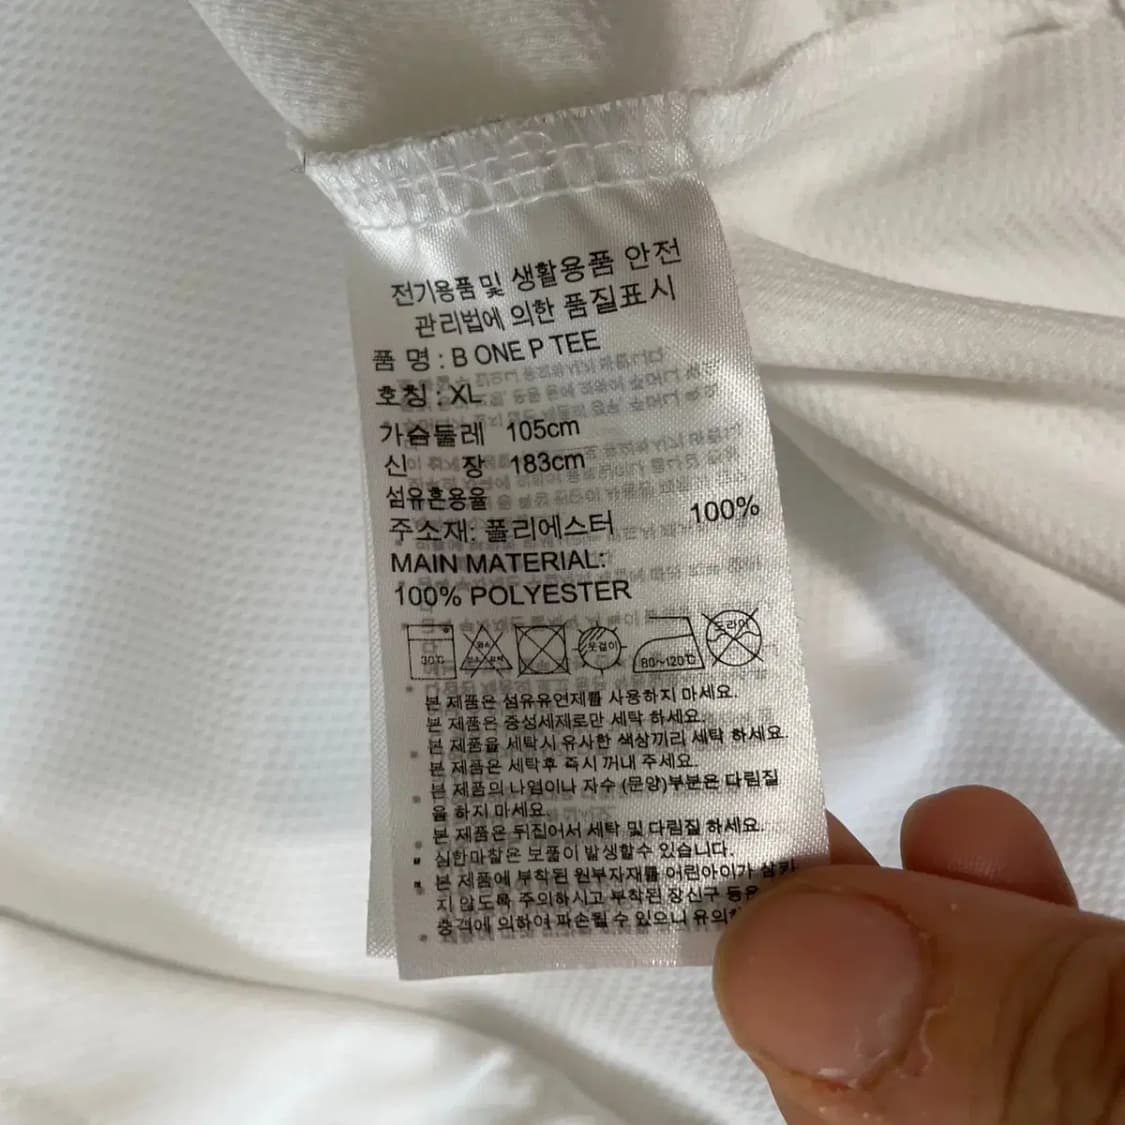 전기용품 및 생활용품 안전
관리법에 의한 품질표시
품 명 : B ONE P TEE
호칭 : XL
가슴둘레 105cm
신 장 183cm
섬유혼용율
주소재: 폴리에스터 100%
MAIN MATERIAL:
100% POLYESTER
30℃ 염소 산소표백 옷걸이 80~120℃ 드라이
본 제품은 섬유유연제를 사용하지 마세요.
본 제품은 중성세제로만 세탁 하세요.
본 제품을 세탁시 유사한 색상끼리 세탁 하세요.
본 제품은 세탁후 즉시 꺼내 주세요.
본 제품의 나염이나 자수 (문양)부분은 다림질
을 하지 마세요.
본 제품은 뒤집어서 세탁 및 다림질 하세요.
심한마찰은 보풀이 발생할수 있습니다.
본 제품에 부착된 원부자재를 어린아이가 삼키
지 않도록 주의하시고 부착된 장신구 등은
충격에 의하여 파손될 수 있으니